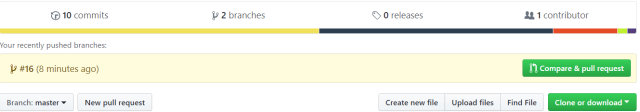 10 commits 2 branches 0 releases 1 contributor
Your recently pushed branches:
#16 (8 minutes ago) Compare & pull request
Branch: master New pull request Create new file Upload files Find File Clone or download